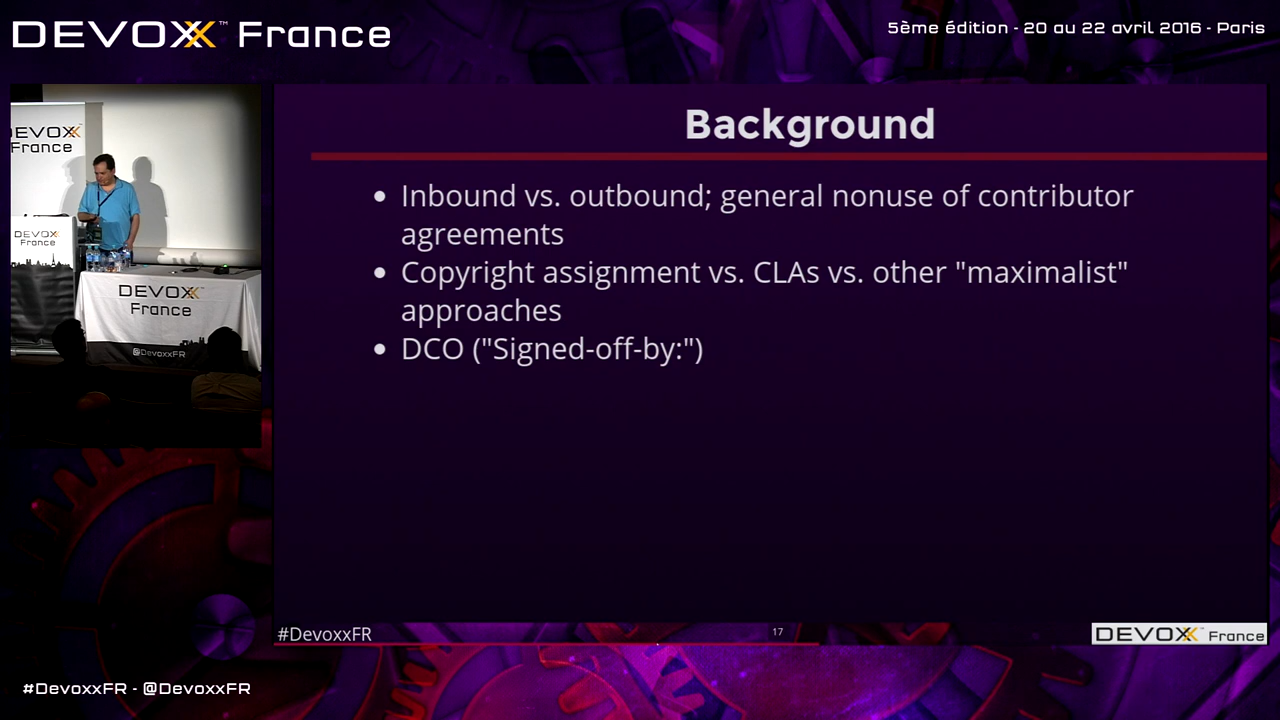 DEVOXX™ France
5ème édition - 20 au 22 avril 2016 - Paris
DEVOXX
France
DEVOXX
France
DEVOXX
France
@DevoxxFR
Background
• Inbound vs. outbound; general nonuse of contributor
agreements
• Copyright assignment vs. CLAs vs. other "maximalist"
approaches
• DCO ("Signed-off-by:")
#DevoxxFR
17
DEVOXX™ France
#DevoxxFR - @DevoxxFR